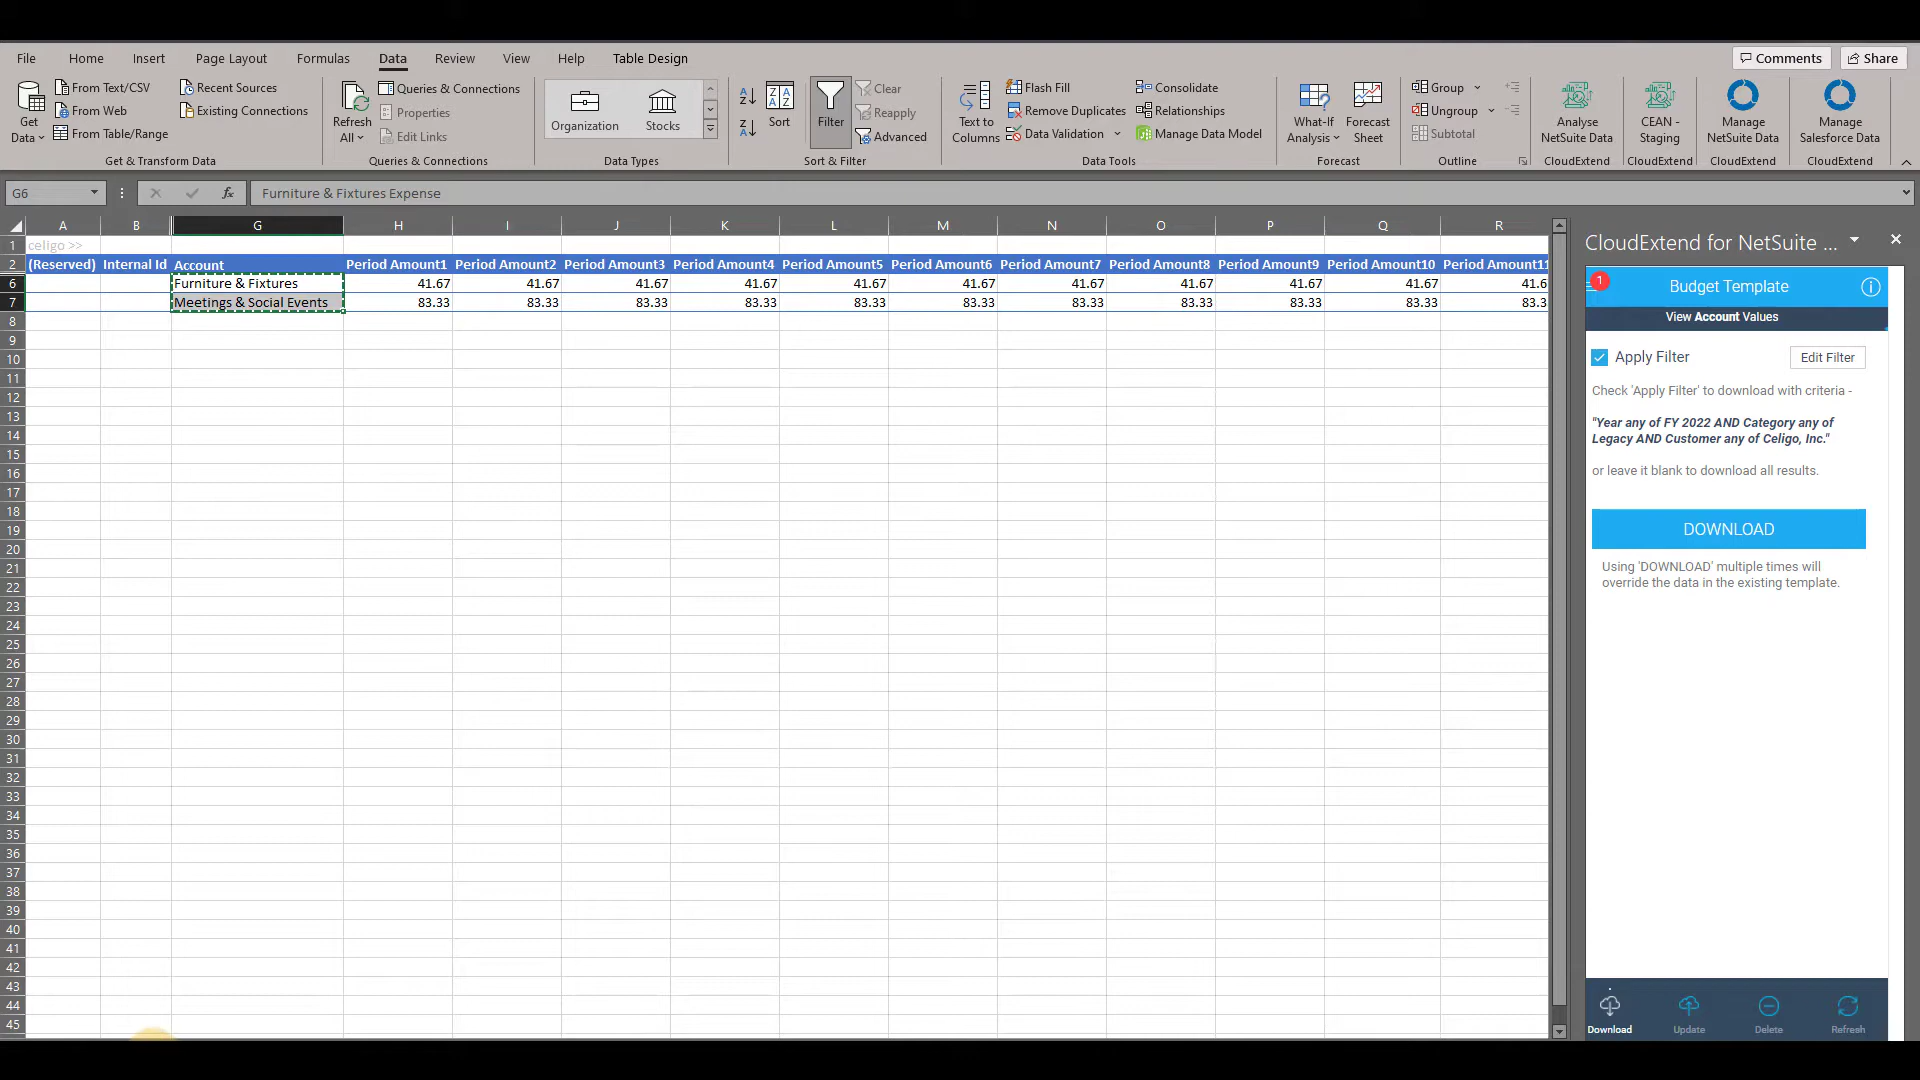 File Home Insert Page Layout Formulas Data Review View Help Table Design Comments Share
Get Data From Text/CSV From Web From Table/Range Recent Sources Existing Connections
Get & Transform Data
Refresh All Queries & Connections Properties Edit Links
Queries & Connections
Organization Stocks
Data Types
Sort Filter Clear Reapply Advanced
Sort & Filter
Text to Columns Flash Fill Remove Duplicates Data Validation Consolidate Relationships Manage Data Model
Data Tools
What-If Analysis Forecast Sheet
Forecast
Group Ungroup Subtotal
Outline
Analyse NetSuite Data CEAN - Staging Manage NetSuite Data Manage Salesforce Data
CloudExtend CloudExtend CloudExtend CloudExtend
G6 fx Furniture & Fixtures Expense
A B G H I J K L M N O P Q R
1 celigo >>
2 (Reserved) Internal Id Account Period Amount1 Period Amount2 Period Amount3 Period Amount4 Period Amount5 Period Amount6 Period Amount7 Period Amount8 Period Amount9 Period Amount10 Period Amount11
6 Furniture & Fixtures 41.67 41.67 41.67 41.67 41.67 41.67 41.67 41.67 41.67 41.67 41.6
7 Meetings & Social Events 83.33 83.33 83.33 83.33 83.33 83.33 83.33 83.33 83.33 83.33 83.3
8
9
10
11
12
13
14
15
16
17
18
19
20
21
22
23
24
25
26
27
28
29
30
31
32
33
34
35
36
37
38
39
40
41
42
43
44
45
CloudExtend for NetSuite ...
1 Budget Template
View Account Values
Apply Filter Edit Filter
Check 'Apply Filter' to download with criteria -
"Year any of FY 2022 AND Category any of
Legacy AND Customer any of Celigo, Inc."
or leave it blank to download all results.
DOWNLOAD
Using 'DOWNLOAD' multiple times will
override the data in the existing template.
Download Update Delete Refresh